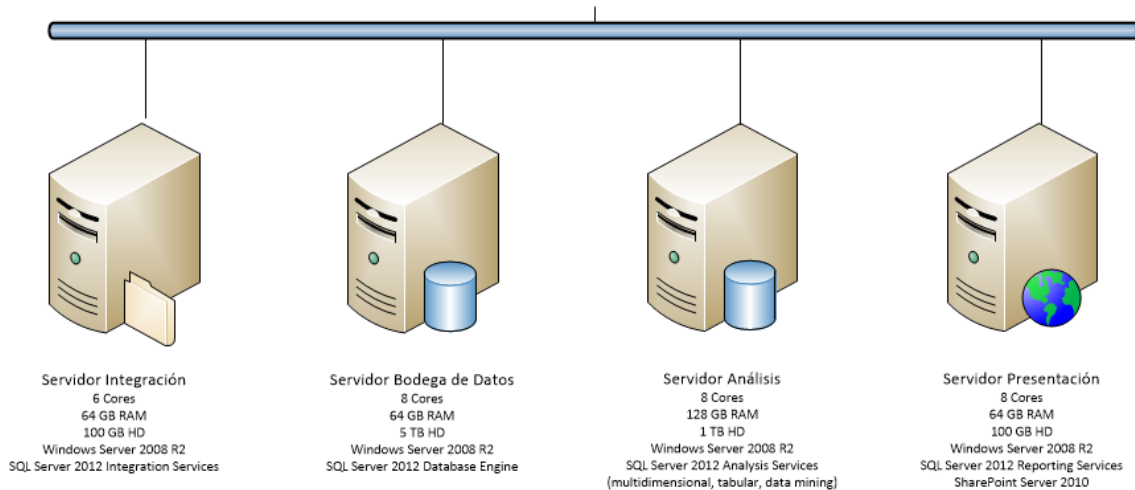 Servidor Integración
6 Cores
64 GB RAM
100 GB HD
Windows Server 2008 R2
SQL Server 2012 Integration Services
Servidor Bodega de Datos
8 Cores
64 GB RAM
5 TB HD
Windows Server 2008 R2
SQL Server 2012 Database Engine
Servidor Análisis
8 Cores
128 GB RAM
1 TB HD
Windows Server 2008 R2
SQL Server 2012 Analysis Services
(multidimensional, tabular, data mining)
Servidor Presentación
8 Cores
64 GB RAM
100 GB HD
Windows Server 2008 R2
SQL Server 2012 Reporting Services
SharePoint Server 2010